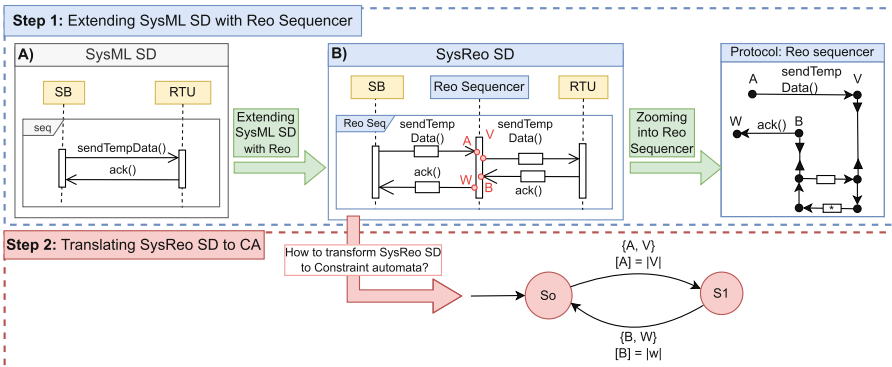 Step 1: Extending SysML SD with Reo Sequencer
A)
SysML SD
SB
RTU
seq
sendTempData()
ack()
Extending
SysML SD
with Reo
B)
SysReo SD
SB
Reo Sequencer
RTU
Reo Seq
sendTemp
Data()
A
V
sendTemp
Data()
ack()
W
B
ack()
Zooming
into Reo
Sequencer
Protocol: Reo sequencer
sendTemp
Data()
A
V
W
ack()
B
*
Step 2: Translating SysReo SD to CA
How to transform SysReo SD
to Constraint automata?
So
{A, V}
[A] = |V|
S1
{B, W}
[B] = |w|